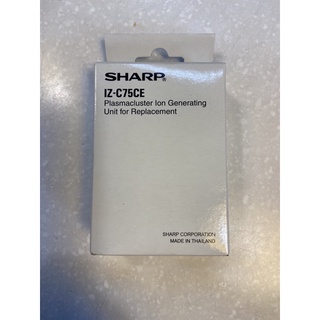 SHARP®
IZ-C75CE
Plasmacluster Ion Generating
Unit for Replacement
SHARP CORPORATION
MADE IN THAILAND